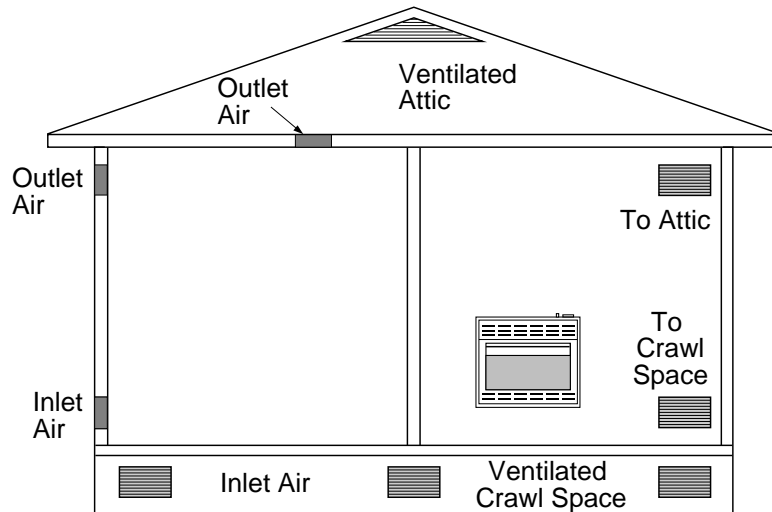 Ventilated
Attic
Outlet
Air
Outlet
Air
To Attic
To
Crawl
Space
Inlet
Air
Inlet Air
Ventilated
Crawl Space